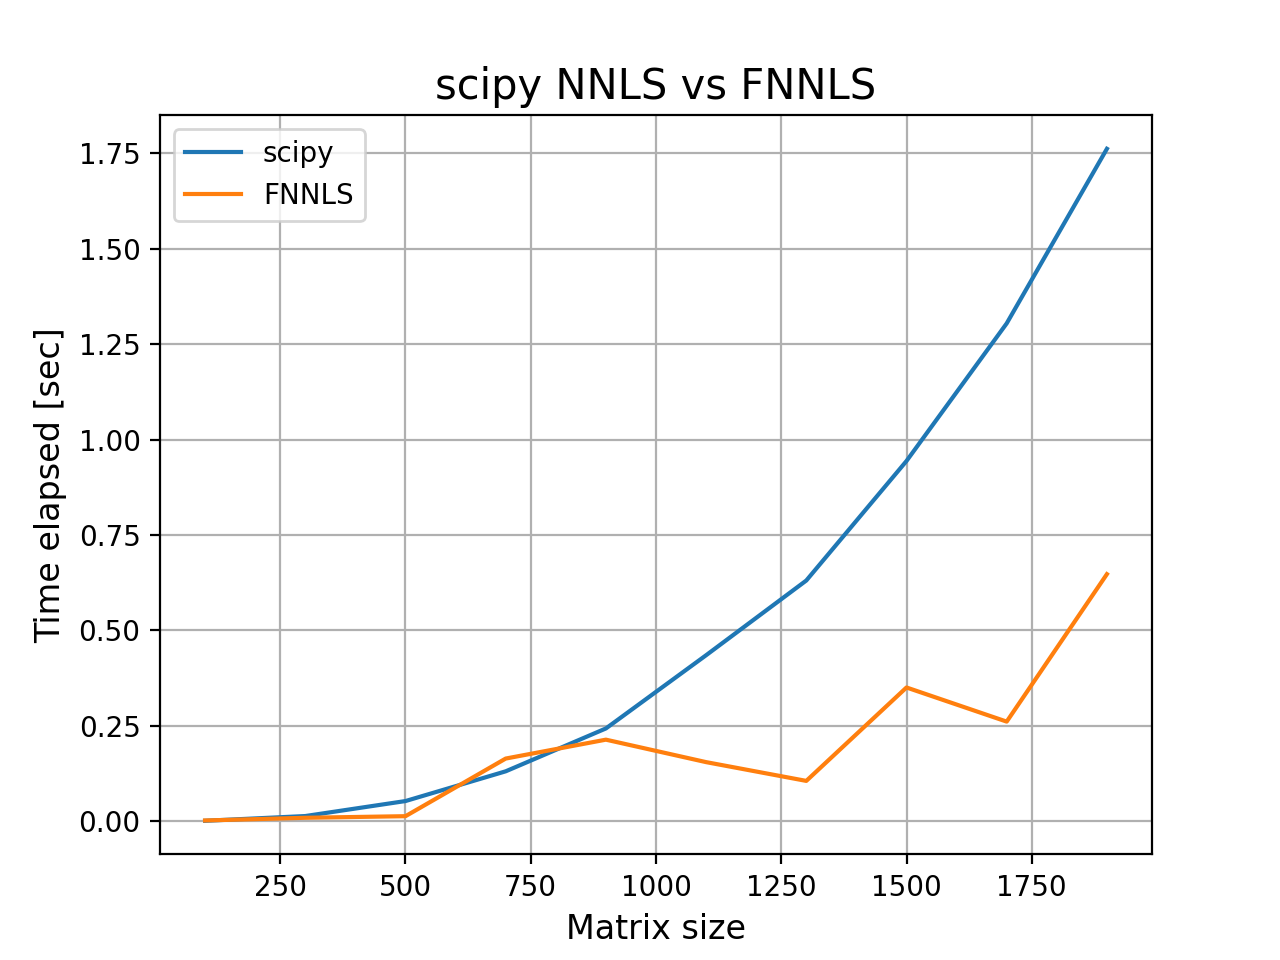 scipy NNLS vs FNNLS
scipy
FNNLS
1.75
1.50
1.25
1.00
0.75
0.50
0.25
0.00
Time elapsed [sec]
250 500 750 1000 1250 1500 1750
Matrix size